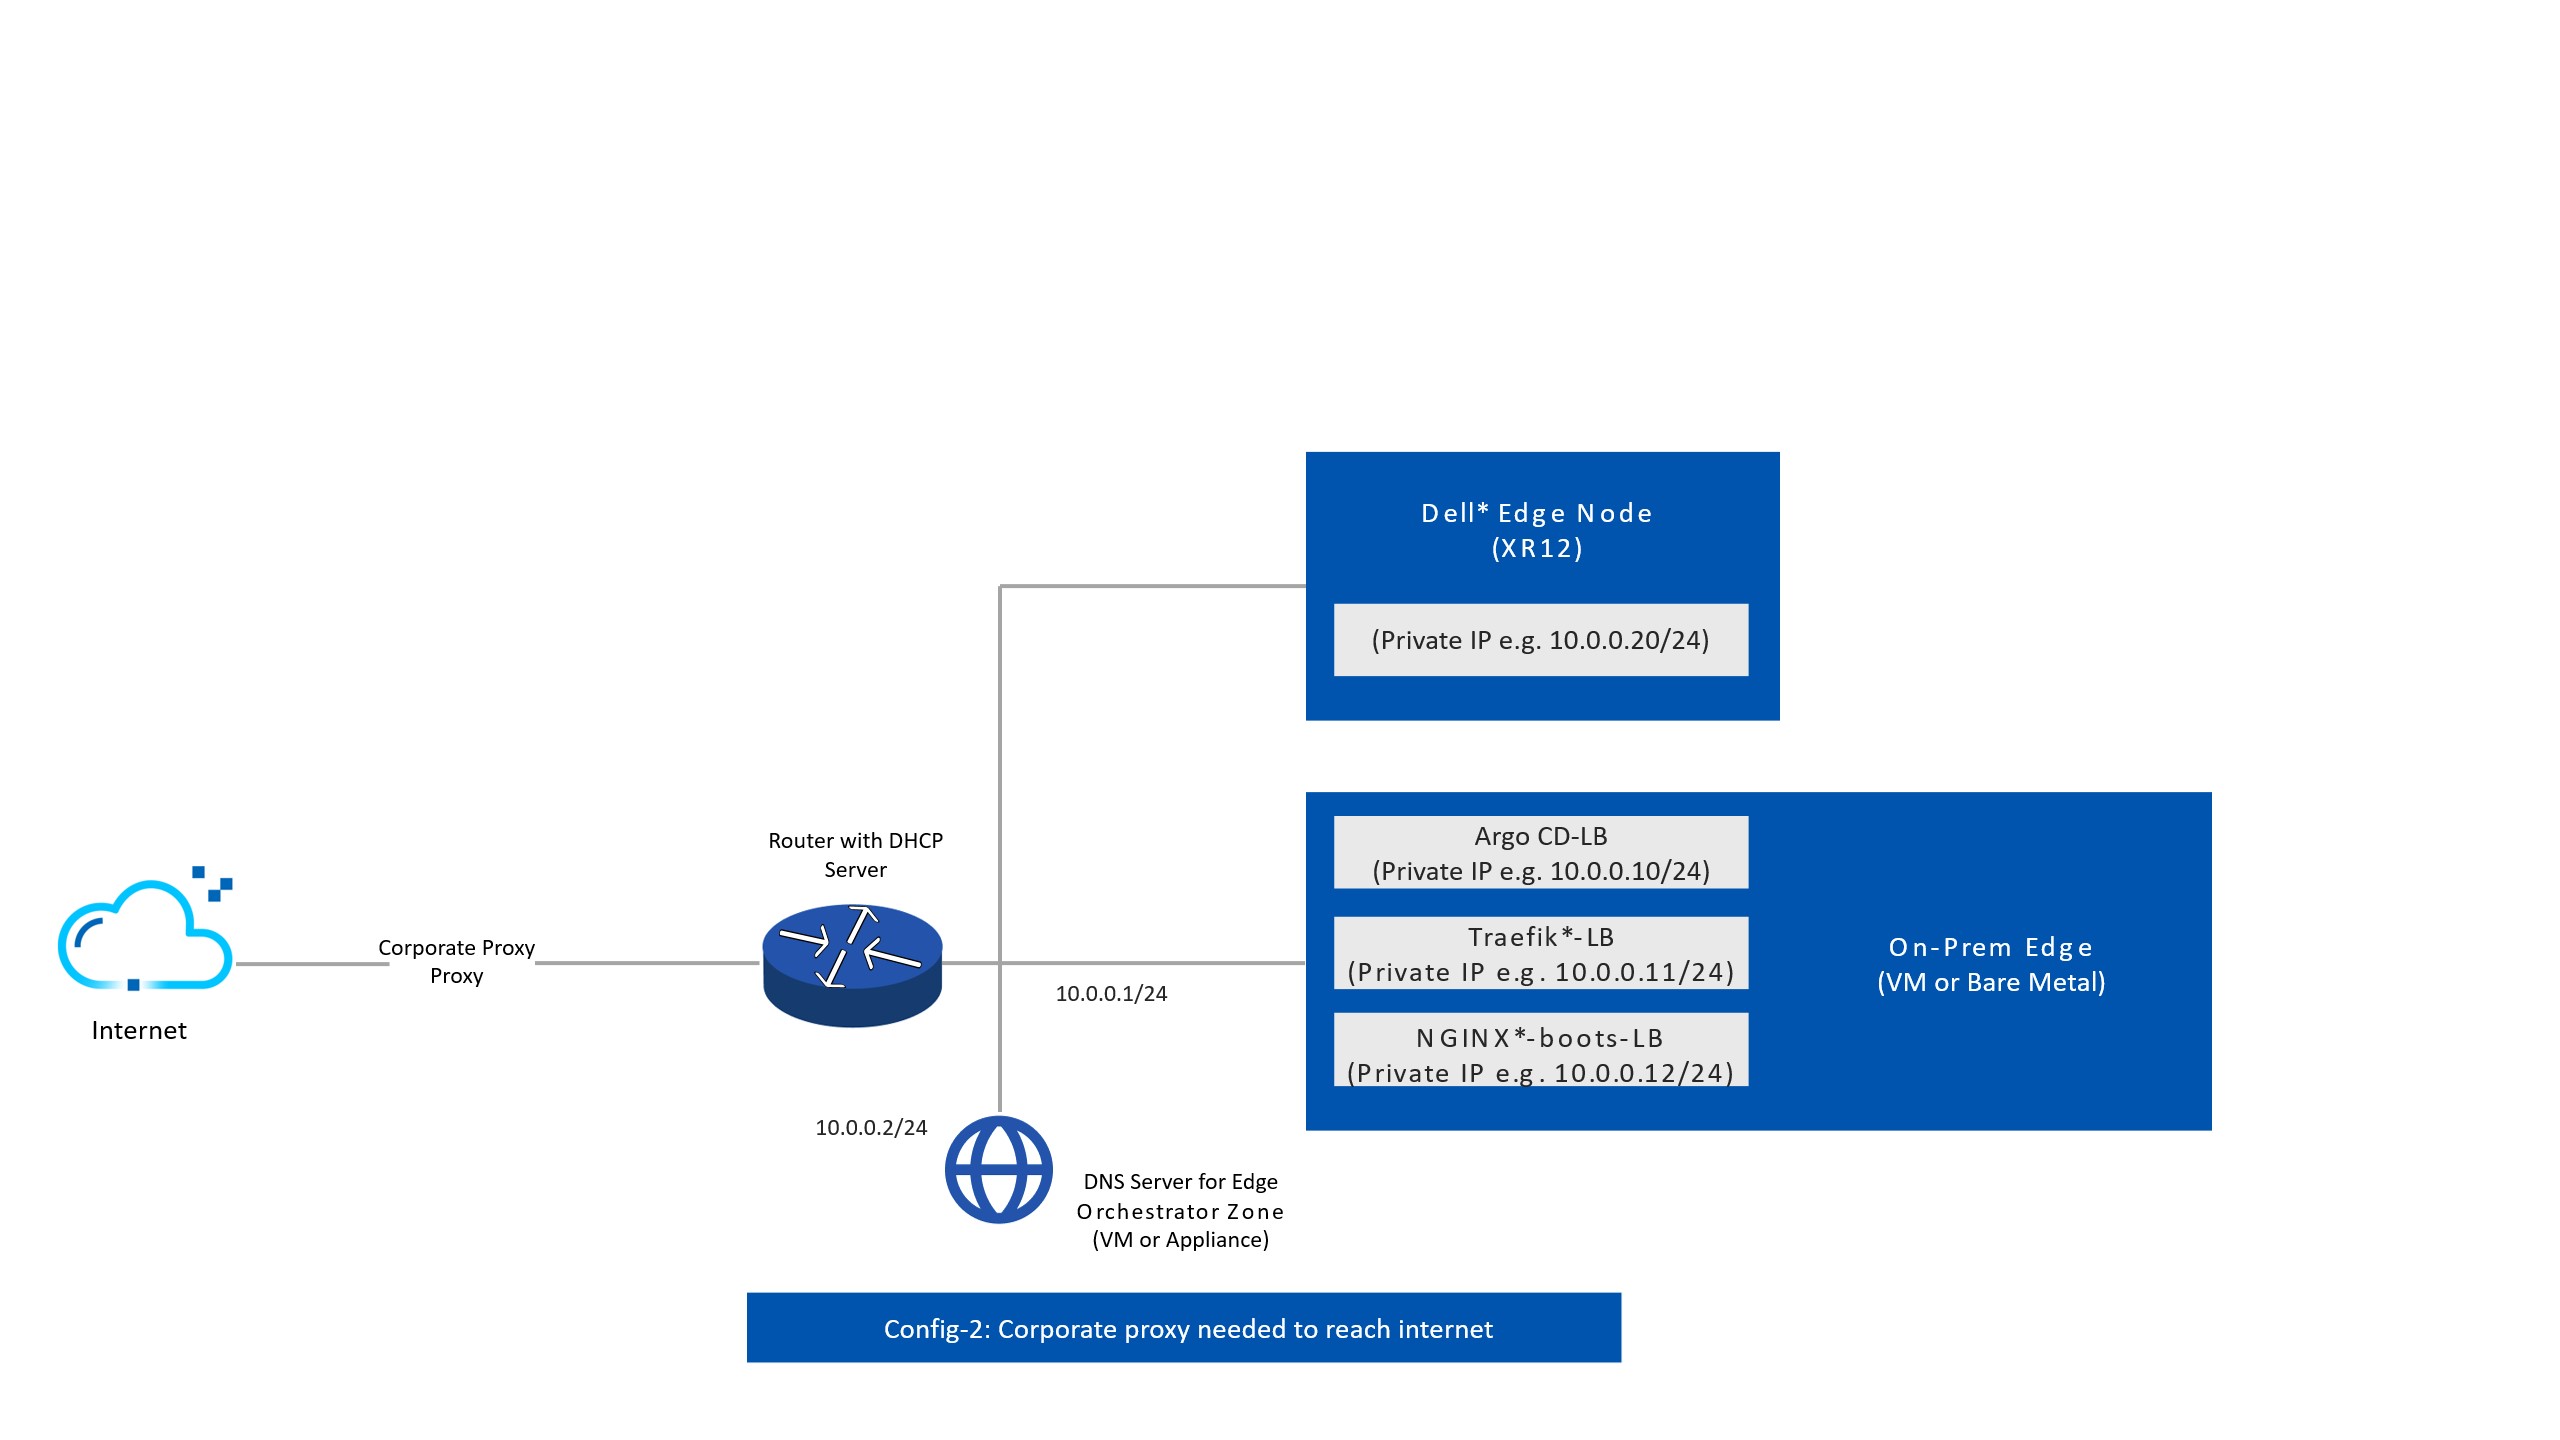 Dell* Edge Node
(XR12)
(Private IP e.g. 10.0.0.20/24)
Router with DHCP
Server
Argo CD-LB
(Private IP e.g. 10.0.0.10/24)
Traefik*-LB
(Private IP e.g. 10.0.0.11/24)
NGINX*-boots-LB
(Private IP e.g. 10.0.0.12/24)
On-Prem Edge
(VM or Bare Metal)
Corporate Proxy
Proxy
Internet
10.0.0.1/24
10.0.0.2/24
DNS Server for Edge
Orchestrator Zone
(VM or Appliance)
Config-2: Corporate proxy needed to reach internet